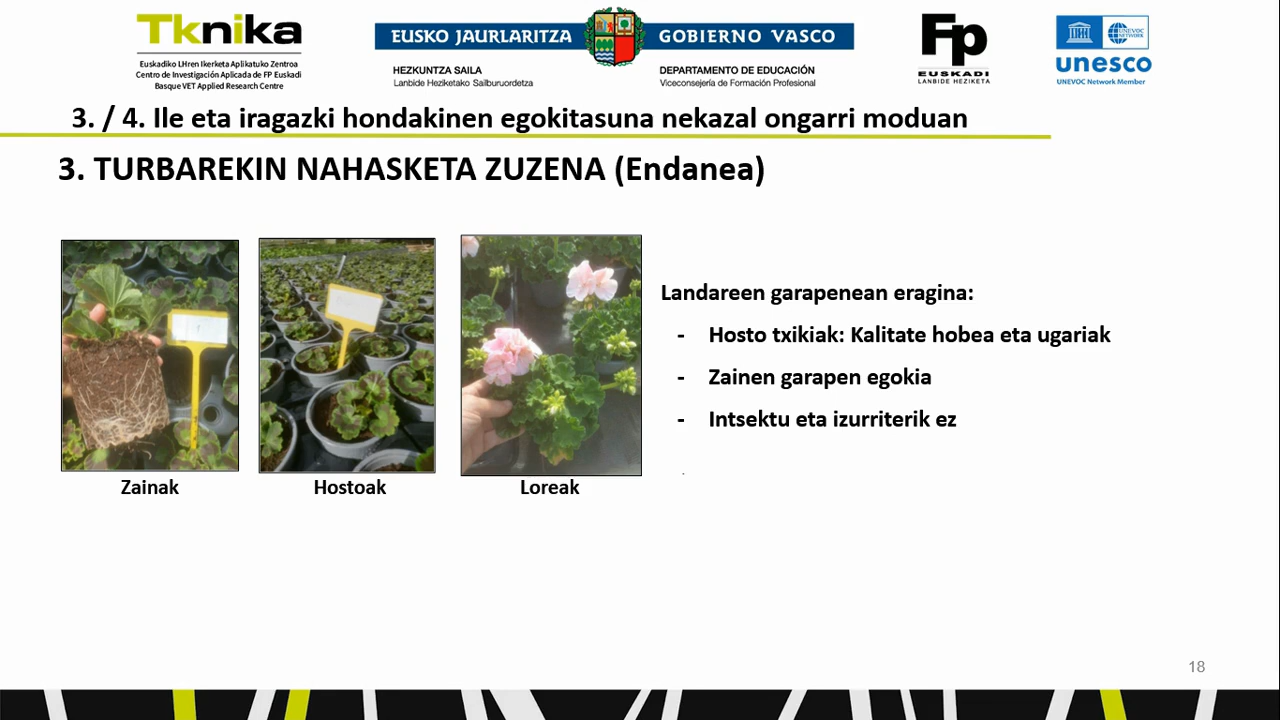 Tknika
Euskadiko LHren Ikerketa Aplikatuko Zentroa
Centro de Investigación Aplicada de FP Euskadi
Basque VET Applied Research Centre
EUSKO JAURLARITZA
GOBIERNO VASCO
HEZKUNTZA SAILA
Lanbide Heziketako Sailburuordetza
DEPARTAMENTO DE EDUCACIÓN
Viceconsejería de Formación Profesional
Fp
EUSKADI
LANBIDE HEZIKETA
UNEVOC
NETWORK
unesco
UNEVOC Network Member
3. / 4. Ile eta iragazki hondakinen egokitasuna nekazal ongarri moduan
3. TURBAREKIN NAHASKETA ZUZENA (Endanea)
Landareen garapenean eragina:
- Hosto txikiak: Kalitate hobea eta ugariak
- Zainen garapen egokia
- Intsektu eta izurriterik ez
Zainak
Hostoak
Loreak
18